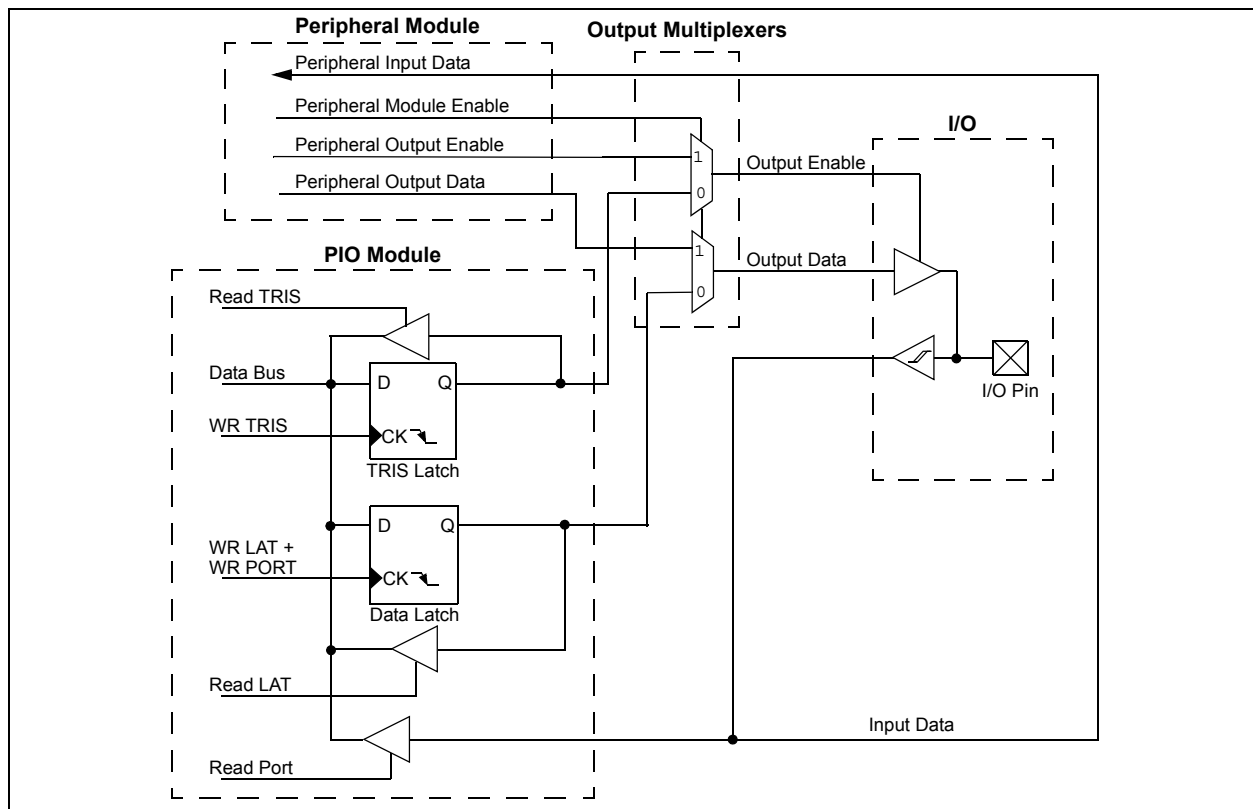 Peripheral Module
Output Multiplexers
Peripheral Input Data
Peripheral Module Enable
Peripheral Output Enable
Peripheral Output Data
1
0
Output Enable
I/O
1
0
Output Data
I/O Pin
PIO Module
Read TRIS
Data Bus
D
Q
WR TRIS
CK
TRIS Latch
D
Q
WR LAT +
WR PORT
CK
Data Latch
Read LAT
Input Data
Read Port